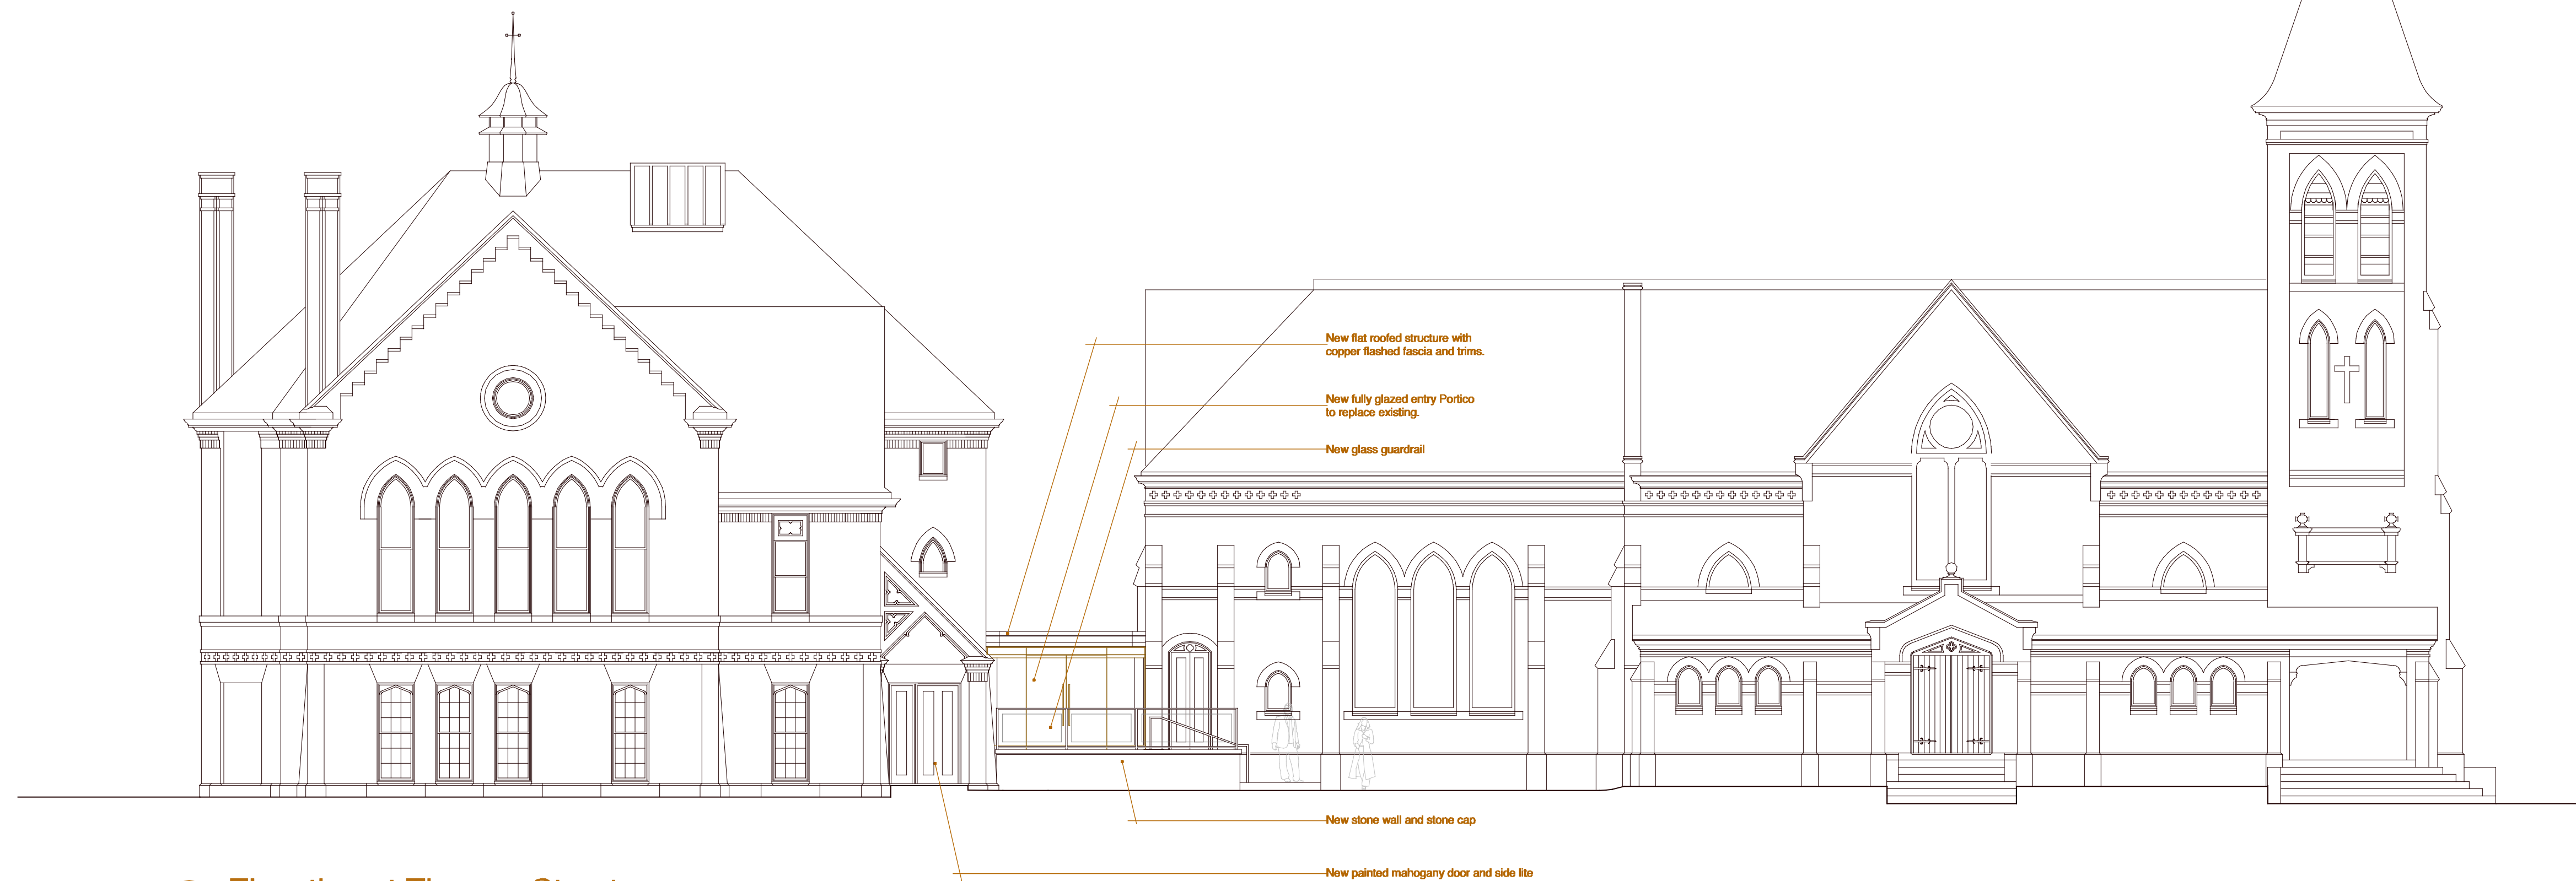 New flat roofed structure with
copper flashed fascia and trims.
New fully glazed entry Portico
to replace existing.
New glass guardrail
New stone wall and stone cap
New painted mahogany door and side lite
Street